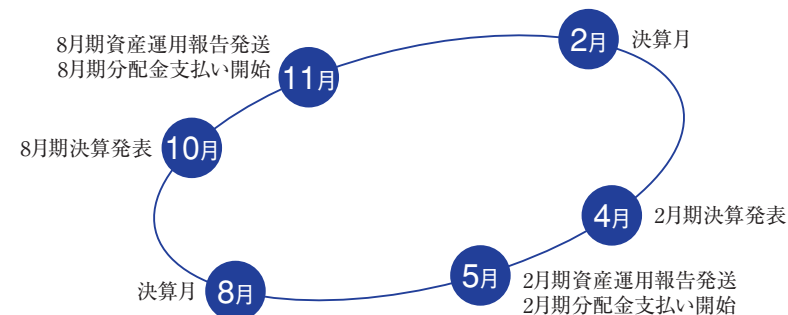 2月
決算月
4月
2月期決算発表
5月
2月期資産運用報告発送
2月期分配金支払い開始
8月
決算月
10月
8月期決算発表
11月
8月期資産運用報告発送
8月期分配金支払い開始